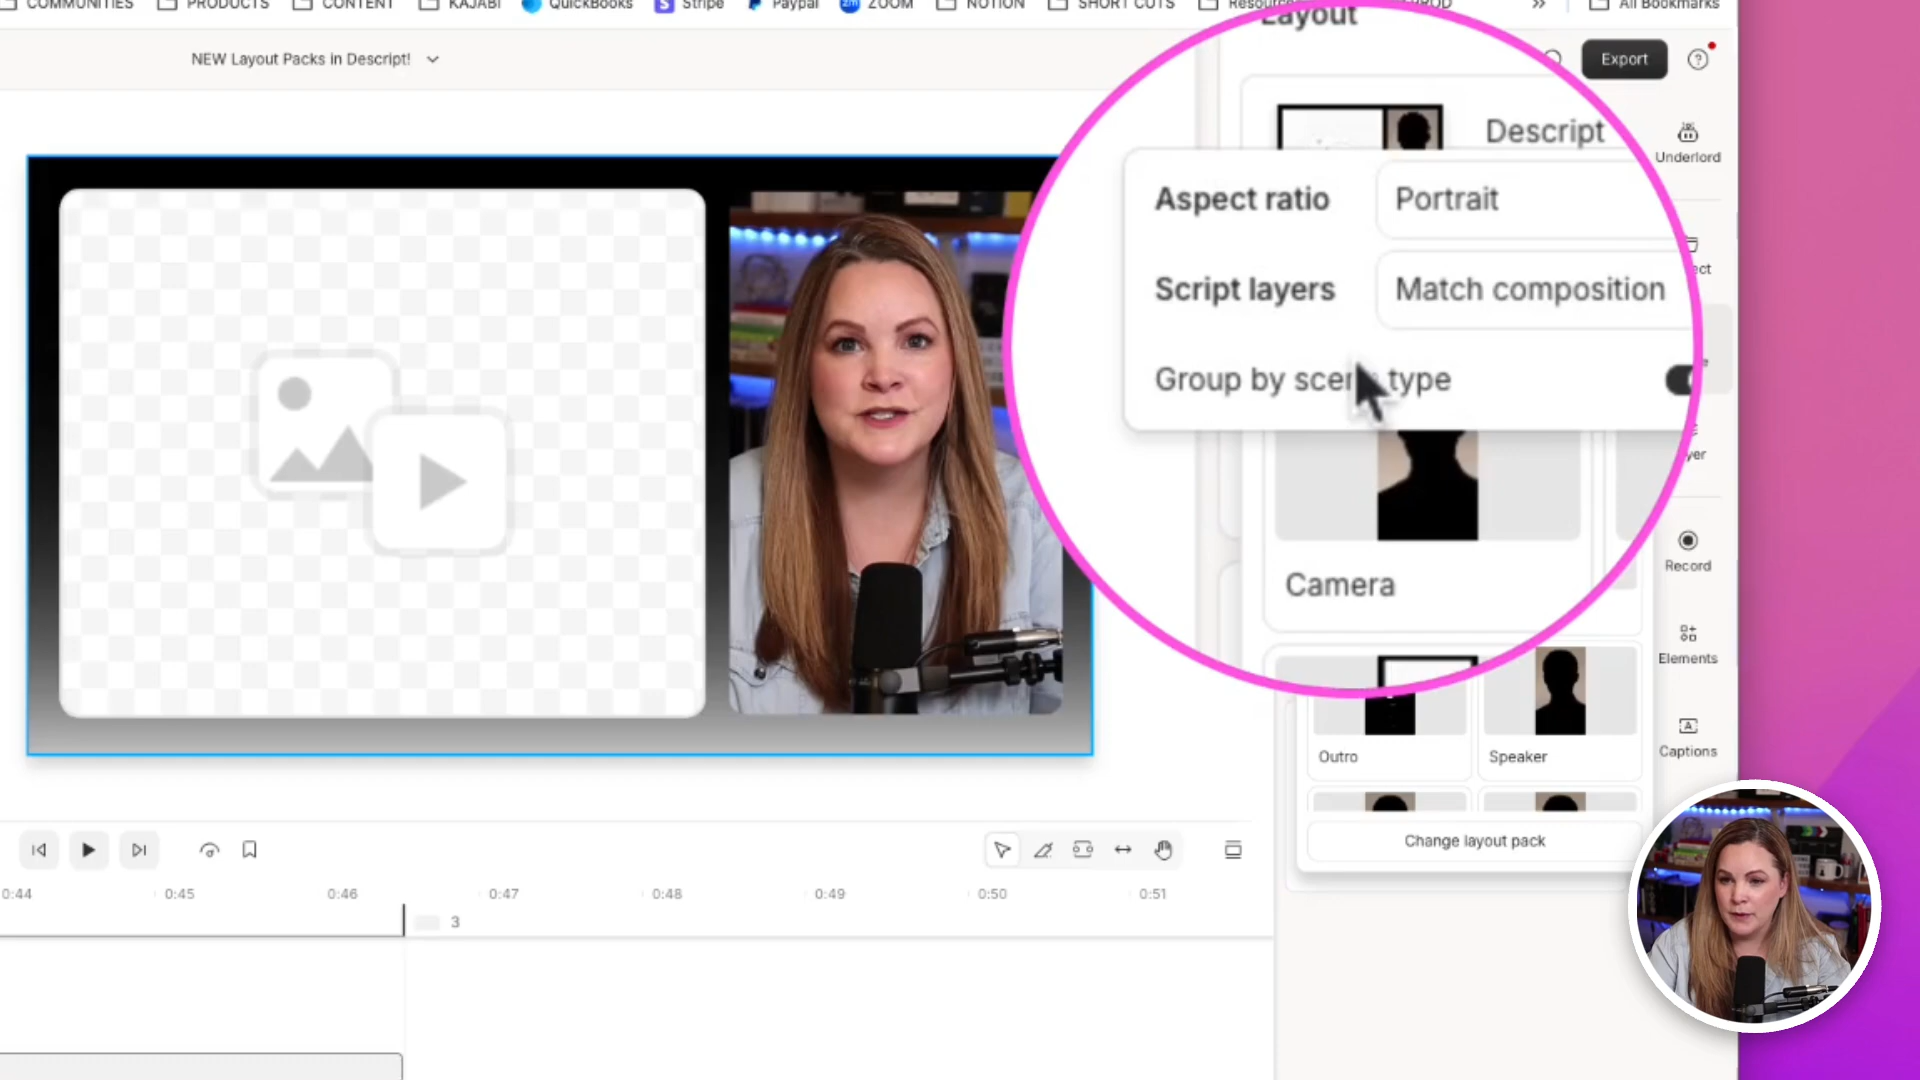 COMMUNITIES PRODUCTS CONTENT KAJABI QuickBooks Stripe Paypal ZOOM NOTION SHORT CUTS » All Bookmarks
Layout
NEW Layout Packs in Descript!
Export
Descript
Underlord
Aspect ratio Portrait
Script layers Match composition
Group by scene type
Camera
Record
Elements
Outro Speaker
Captions
Change layout pack
0:44 0:45 0:46 0:47 0:48 0:49 0:50 0:51
3